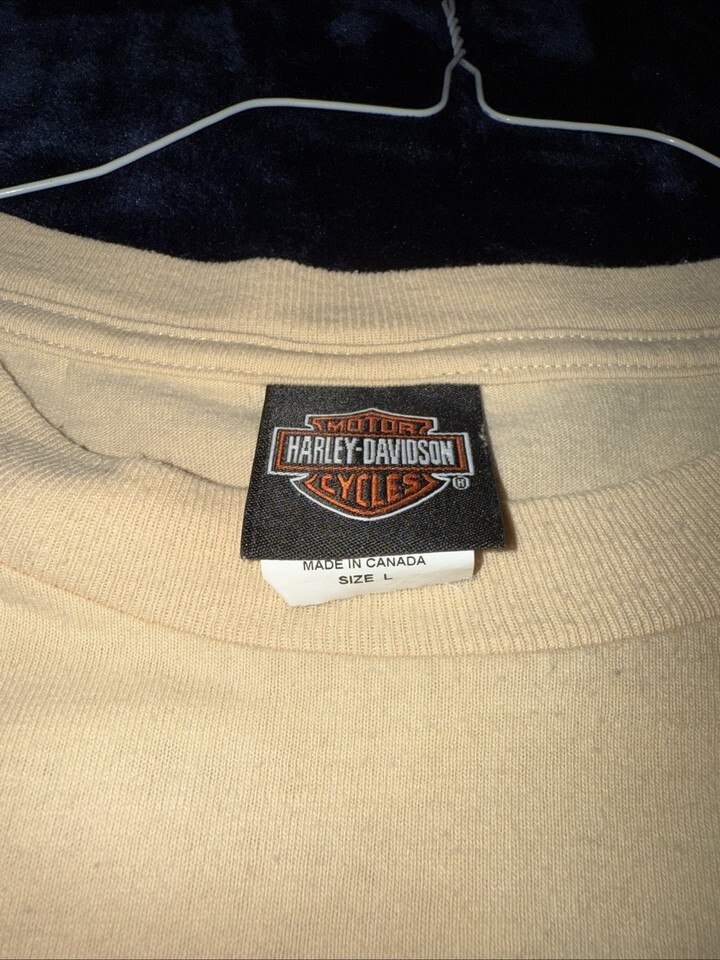 MOTOR
HARLEY-DAVIDSON
CYCLES
®
MADE IN CANADA
SIZE L